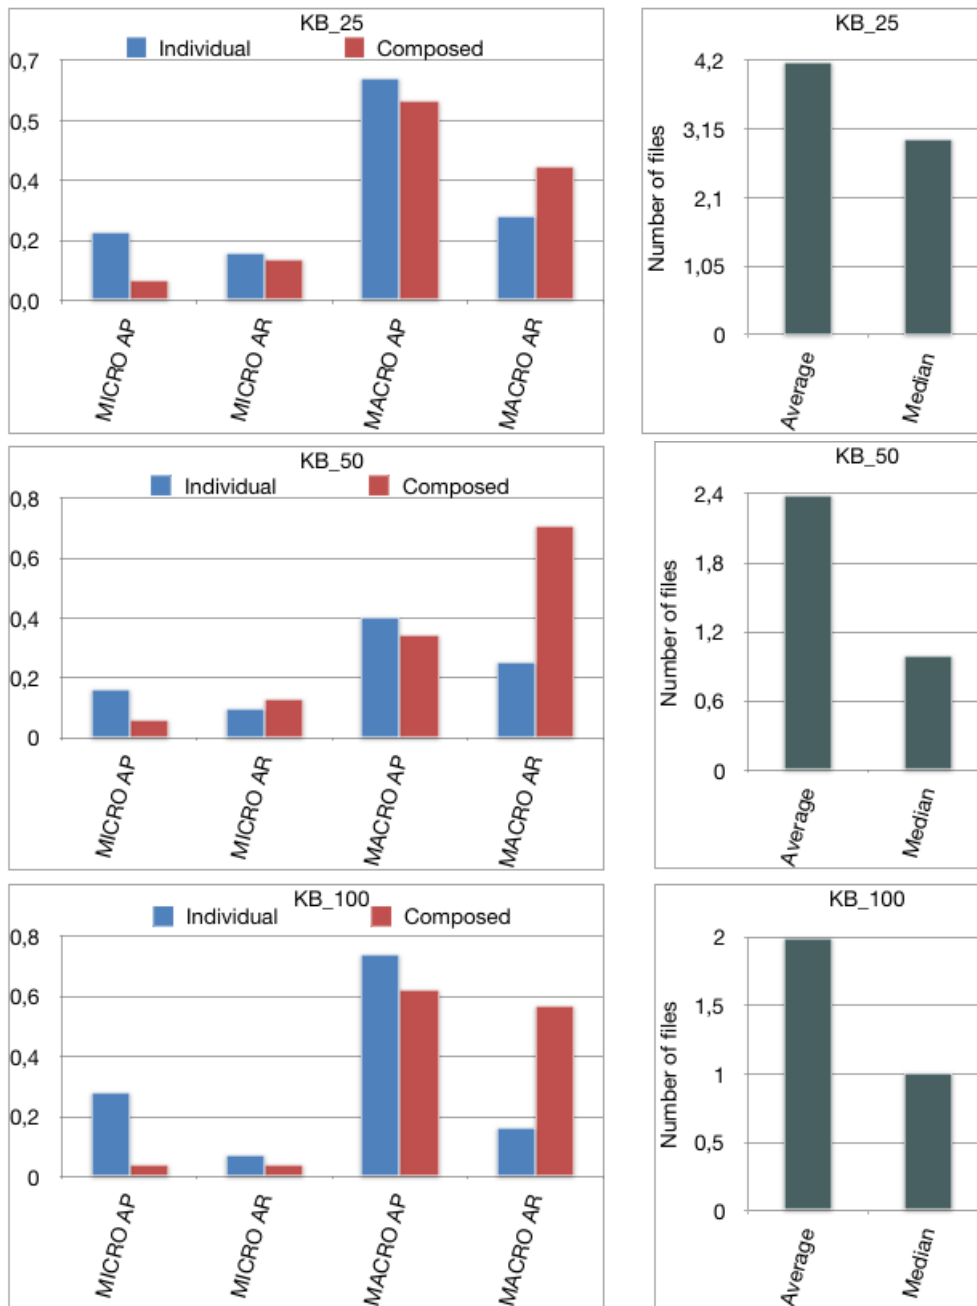 KB_25
Individual Composed
0,7
0,5
0,4
0,2
0,0
MICRO AP
MICRO AR
MACRO AP
MACRO AR
KB_25
Number of files
4,2
3,15
2,1
1,05
0
Average
Median
KB_50
Individual Composed
0,8
0,6
0,4
0,2
0
MICRO AP
MICRO AR
MACRO AP
MACRO AR
KB_50
Number of files
2,4
1,8
1,2
0,6
0
Average
Median
KB_100
Individual Composed
0,8
0,6
0,4
0,2
0
MICRO AP
MICRO AR
MACRO AP
MACRO AR
KB_100
Number of files
2
1,5
1
0,5
0
Average
Median